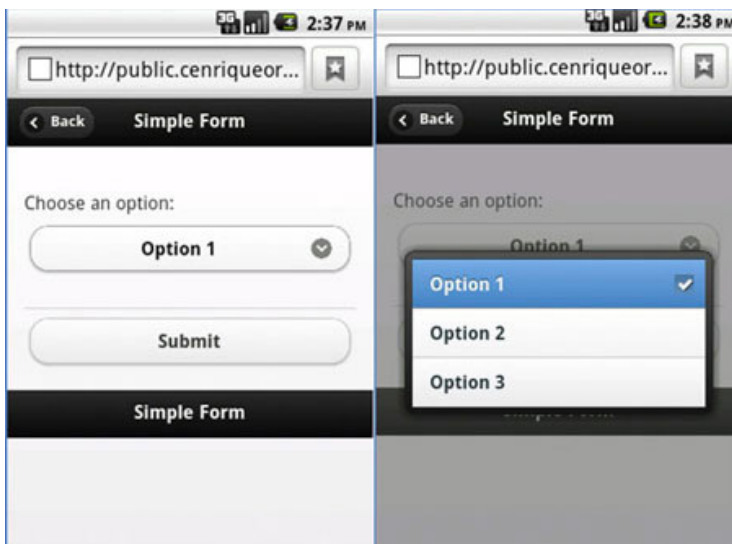 2:37 PM
http://public.cenriqueor...
Back Simple Form
Choose an option:
Option 1
Submit
Simple Form
2:38 PM
http://public.cenriqueor...
Back Simple Form
Choose an option:
Option 1
Option 1
Option 2
Option 3